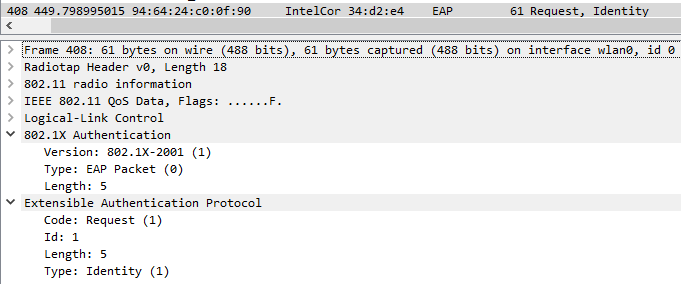 408 449.798995015 94:64:24:c0:0f:90 IntelCor 34:d2:e4 EAP 61 Request, Identity
Frame 408: 61 bytes on wire (488 bits), 61 bytes captured (488 bits) on interface wlan0, id 0
Radiotap Header v0, Length 18
802.11 radio information
IEEE 802.11 QoS Data, Flags: ......F.
Logical-Link Control
802.1X Authentication
Version: 802.1X-2001 (1)
Type: EAP Packet (0)
Length: 5
Extensible Authentication Protocol
Code: Request (1)
Id: 1
Length: 5
Type: Identity (1)